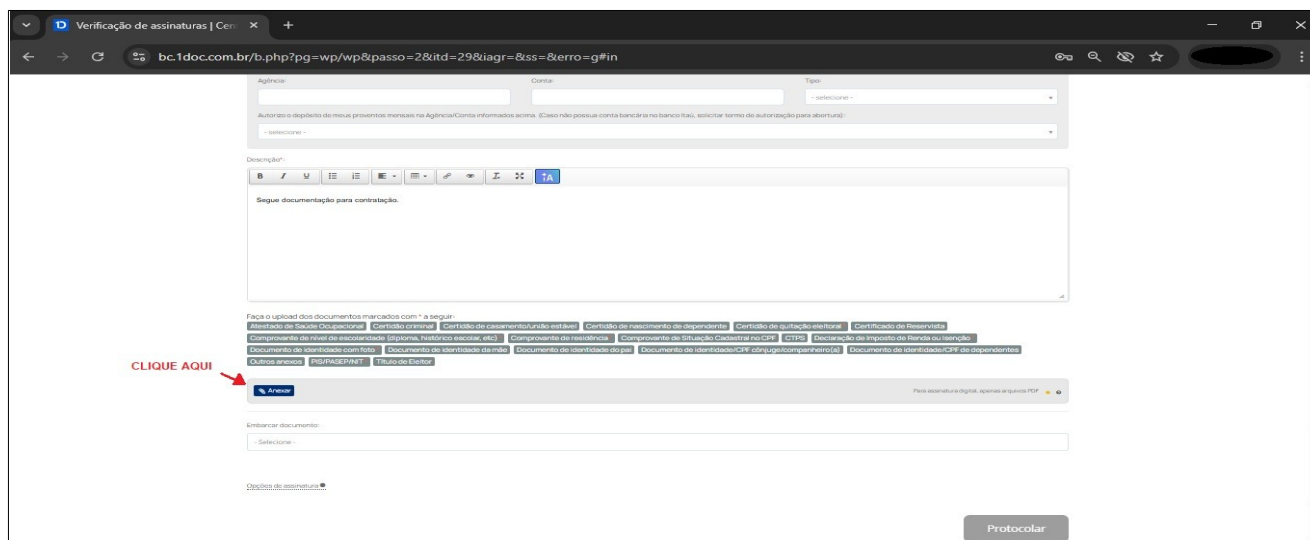 Verificação de assinaturas | Cen
bc.1doc.com.br/b.php?pg=wp/wp&passo=2&itd=29&iagr=&ss=&erro=g#in
Agência: Conta: Tipo:
- selecione -
Autorizo o depósito de meus proventos mensais na Agência/Conta informados acima. (Caso não possua conta bancária no banco Itaú, solicitar termo de autorização para abertura):
- selecione -
Descrição*:
B I U A
Segue documentação para contratação.
Faça o upload dos documentos marcados com * a seguir:
Atestado de Saúde Ocupacional Certidão criminal Certidão de casamento/união estável Certidão de nascimento de dependente Certidão de quitação eleitoral Certificado de Reservista
Comprovante de nível de escolaridade (diploma, histórico escolar, etc) Comprovante de residência Comprovante de Situação Cadastral no CPF CTPS Declaração de Imposto de Renda ou Isenção
Documento de identidade com foto Documento de identidade da mãe Documento de identidade do pai Documento de identidade/CPF cônjuge/companheiro(a) Documento de identidade/CPF de dependentes
Outros anexos PIS/PASEP/NIT Título de Eleitor
CLIQUE AQUI
Anexar Para assinatura digital, apenas arquivos PDF
Embarcar documento:
- Selecione -
Opções de assinatura
Protocolar